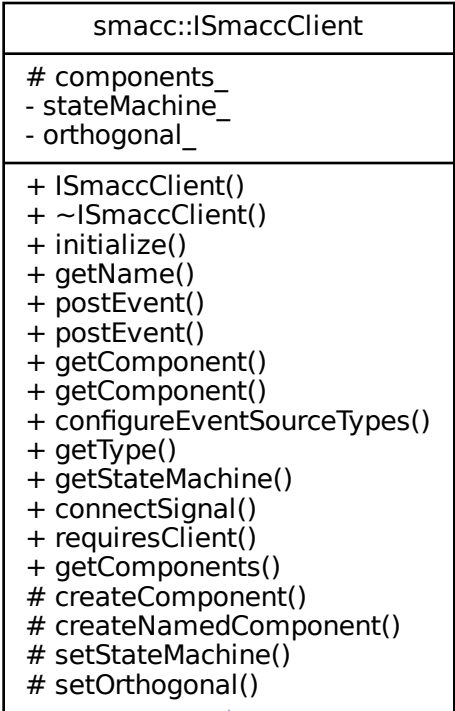 smacc::ISmaccClient
# components_
- stateMachine_
- orthogonal_
+ ISmaccClient()
+ ~ISmaccClient()
+ initialize()
+ getName()
+ postEvent()
+ postEvent()
+ getComponent()
+ getComponent()
+ configureEventSourceTypes()
+ getType()
+ getStateMachine()
+ connectSignal()
+ requiresClient()
+ getComponents()
# createComponent()
# createNamedComponent()
# setStateMachine()
# setOrthogonal()